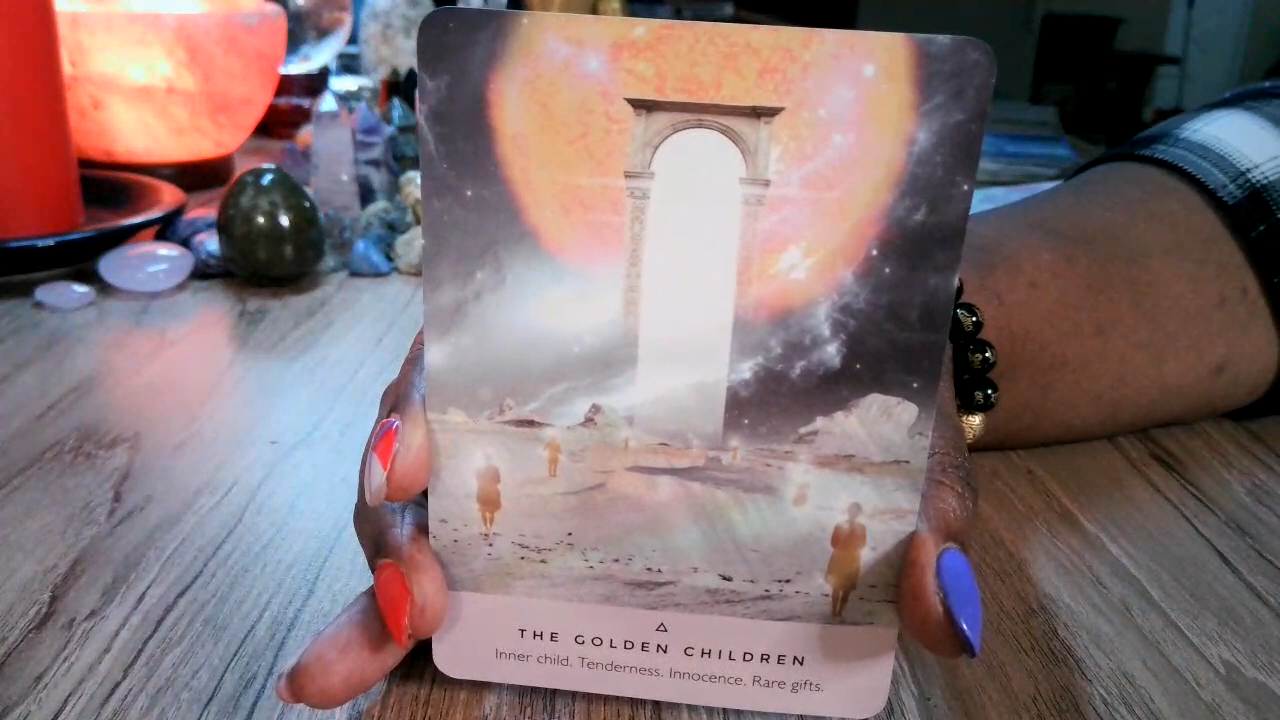 THE GOLDEN CHILDREN
Inner child. Tenderness. Innocence. Rare gifts.